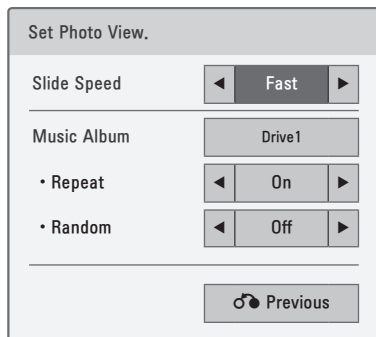 Set Photo View.
Slide Speed ◀ Fast ▶
Music Album Drive1
• Repeat ◀ On ▶
• Random ◀ Off ▶
Previous